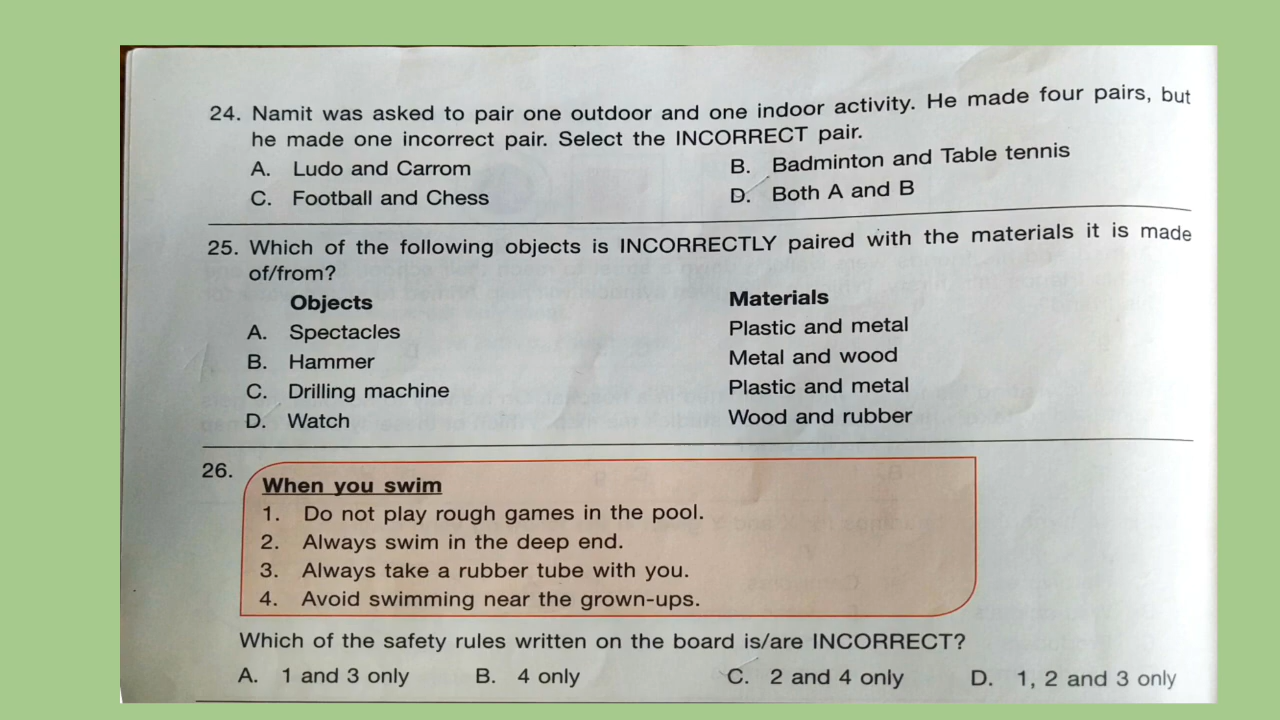 24. Namit was asked to pair one outdoor and one indoor activity. He made four pairs, but
he made one incorrect pair. Select the INCORRECT pair.
A. Ludo and Carrom B. Badminton and Table tennis
C. Football and Chess D. Both A and B
25. Which of the following objects is INCORRECTLY paired with the materials it is made
of/from?
Objects Materials
A. Spectacles Plastic and metal
B. Hammer Metal and wood
C. Drilling machine Plastic and metal
D. Watch Wood and rubber
26.
When you swim
1. Do not play rough games in the pool.
2. Always swim in the deep end.
3. Always take a rubber tube with you.
4. Avoid swimming near the grown-ups.
Which of the safety rules written on the board is/are INCORRECT?
A. 1 and 3 only B. 4 only C. 2 and 4 only D. 1, 2 and 3 only